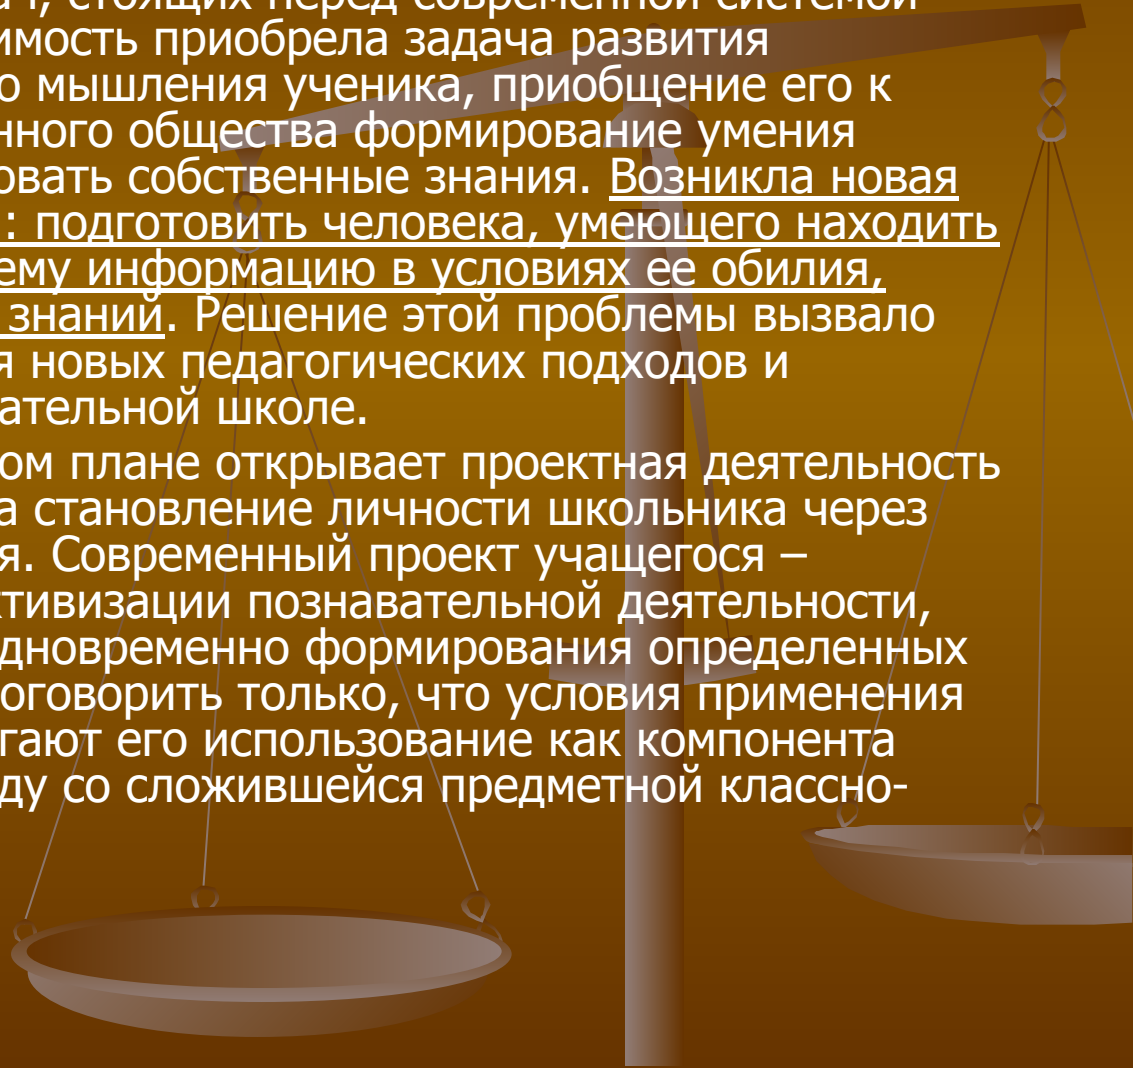 стоящих перед современной системой
имость приобрела задача развития
о мышления ученика, приобщение его к
нного общества формирование умения
овать собственные знания. Возникла новая
: подготовить человека, умеющего находить
ему информацию в условиях ее обилия,
знаний. Решение этой проблемы вызвало
я новых педагогических подходов и
ательной школе.
ом плане открывает проектная деятельность
а становление личности школьника через
я. Современный проект учащегося –
ктивизации познавательной деятельности,
дновременно формирования определенных
оговорить только, что условия применения
гают его использование как компонента
ду со сложившейся предметной классно-